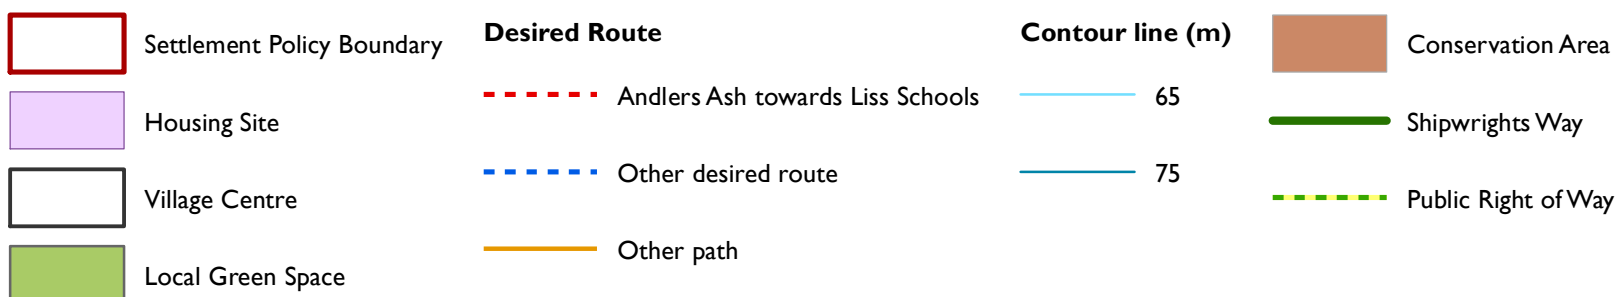 Settlement Policy Boundary
Housing Site
Village Centre
Local Green Space
Desired Route
Andlers Ash towards Liss Schools
Other desired route
Other path
Contour line (m)
65
75
Conservation Area
Shipwrights Way
Public Right of Way